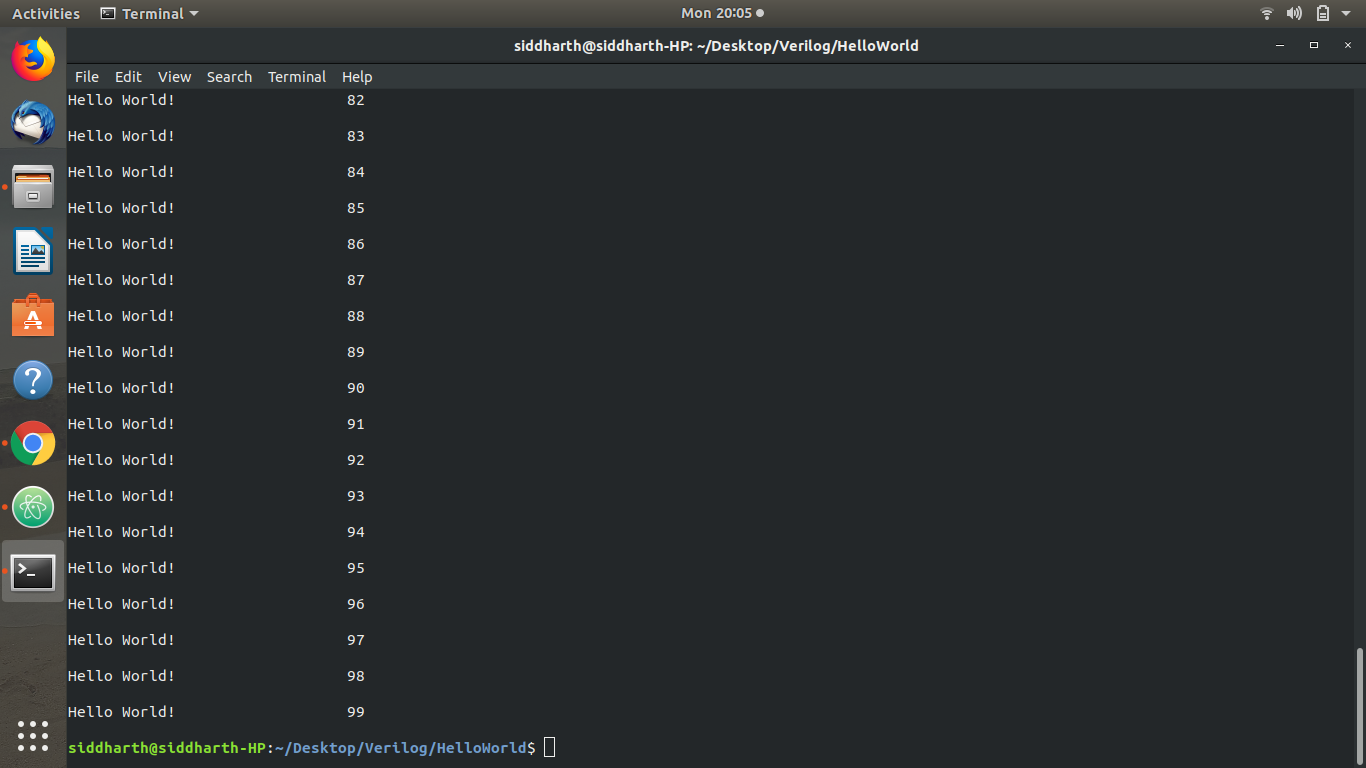 Activities Terminal Mon 20:05
siddharth@siddharth-HP: ~/Desktop/Verilog/HelloWorld
File Edit View Search Terminal Help
Hello World! 82
Hello World! 83
Hello World! 84
Hello World! 85
Hello World! 86
Hello World! 87
Hello World! 88
Hello World! 89
Hello World! 90
Hello World! 91
Hello World! 92
Hello World! 93
Hello World! 94
Hello World! 95
Hello World! 96
Hello World! 97
Hello World! 98
Hello World! 99
siddharth@siddharth-HP:~/Desktop/Verilog/HelloWorld$